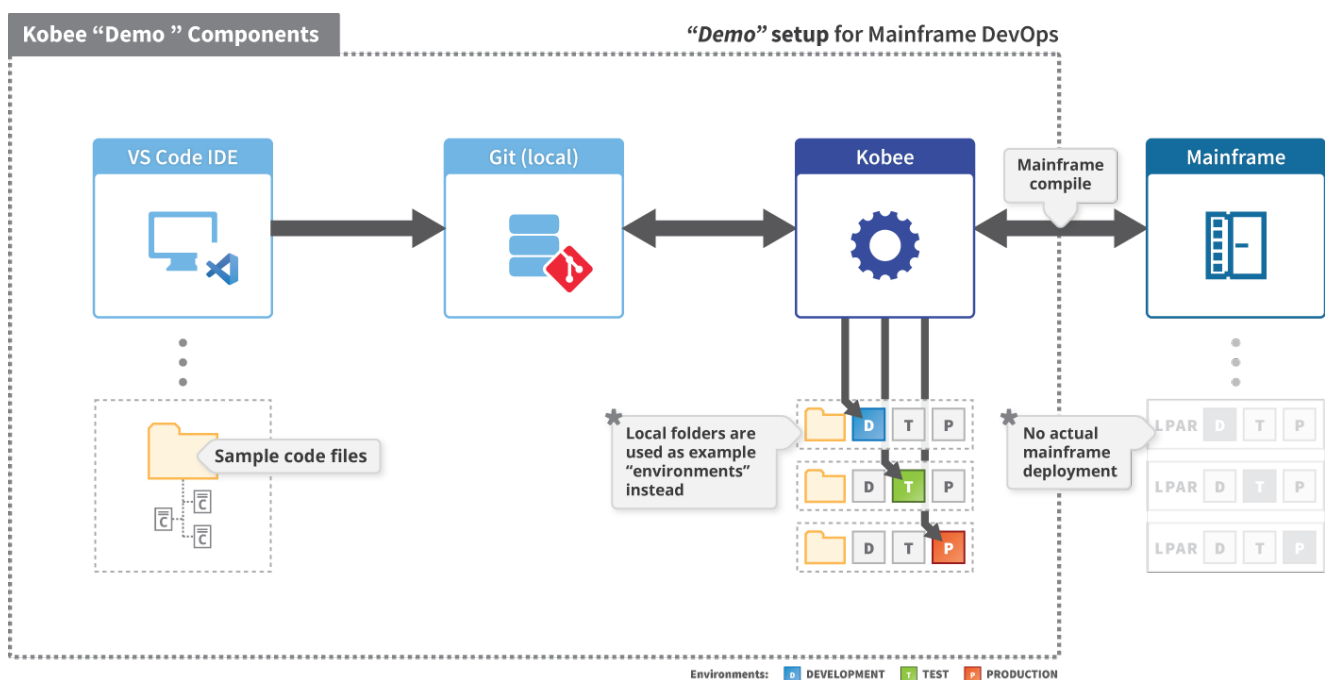 Kobee “Demo ” Components
“Demo” setup for Mainframe DevOps
VS Code IDE
Git (local)
Kobee
Mainframe
compile
Mainframe
Sample code files
C
C
C
*
Local folders are
used as example
“environments”
instead
D T P
D T P
D T P
*
No actual
mainframe
deployment
LPAR D T P
LPAR D T P
LPAR D T P
Environments: D DEVELOPMENT T TEST P PRODUCTION